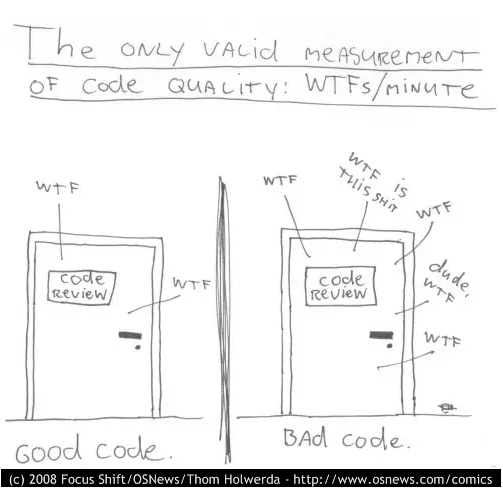 The ONLY VALID MEASUREMENT
OF Code QUALITY: WTFs/MINUTE
WTF
code
REVIEW
WTF
GOOD CODE.
WTF
WTF IS
THIS SHIT
WTF
code
REVIEW
dude,
WTF
WTF
BAD code.
(c) 2008 Focus Shift/OSNews/Thom Holwerda - http://www.osnews.com/comics